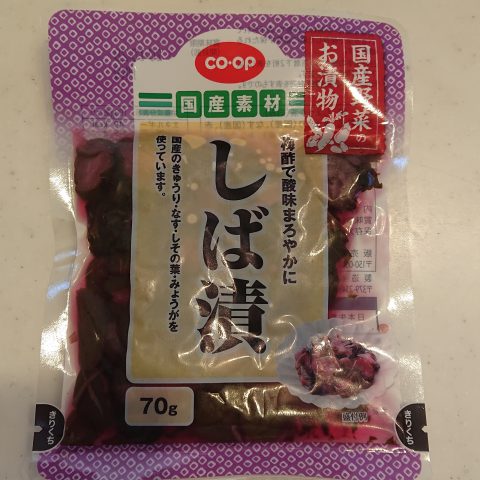 CO・OP
国産素材
国産野菜の
お漬物
梅酢で酸味まろやかに
しば漬
国産のきゅうり・なす・しその葉・みょうがを
使っています。
70g
盛付例
きりくち
きりくち